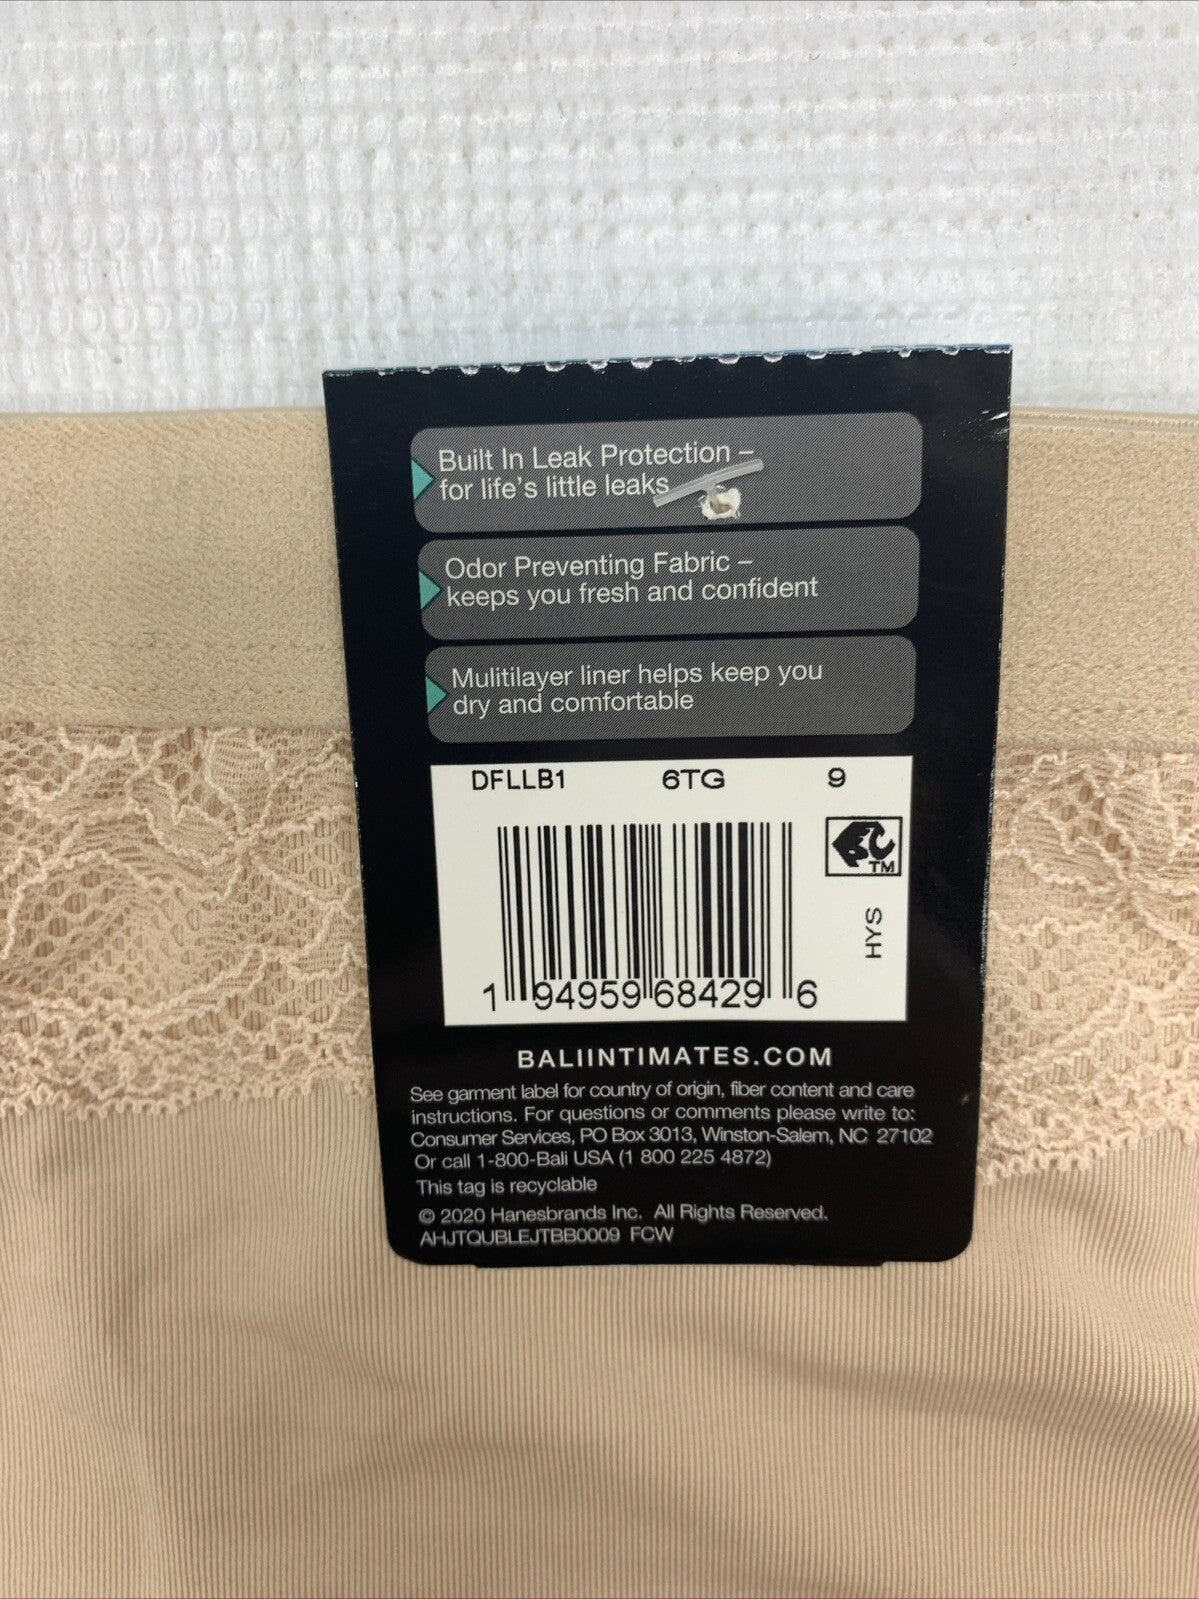 Built In Leak Protection –
for life's little leaks
Odor Preventing Fabric –
keeps you fresh and confident
Mulitilayer liner helps keep you
dry and comfortable
DFLLB1 6TG 9
TM
HYS
1 94959 68429 6
BALIINTIMATES.COM
See garment label for country of origin, fiber content and care
instructions. For questions or comments please write to:
Consumer Services, PO Box 3013, Winston-Salem, NC 27102
Or call 1-800-Bali USA (1 800 225 4872)
This tag is recyclable
© 2020 Hanesbrands Inc. All Rights Reserved.
AHJTQUBLEJTBB0009 FCW